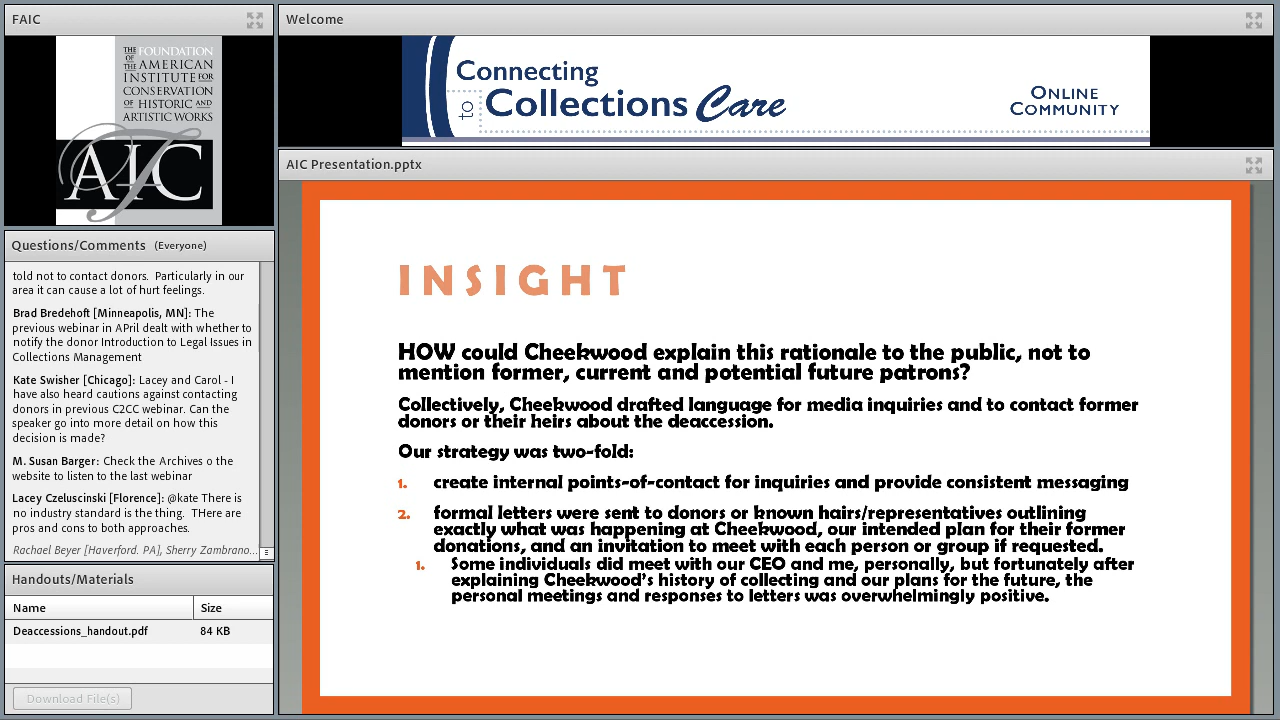 FAIC
THE FOUNDATION
OF THE AMERICAN
INSTITUTE FOR
CONSERVATION
OF HISTORIC AND
ARTISTIC WORKS
AIC
Questions/Comments (Everyone)
told not to contact donors. Particularly in our
area it can cause a lot of hurt feelings.
Brad Bredehoft [Minneapolis, MN]: The
previous webinar in APril dealt with whether to
notify the donor Introduction to Legal Issues in
Collections Management
Kate Swisher [Chicago]: Lacey and Carol - I
have also heard cautions against contacting
donors in previous C2CC webinar. Can the
speaker go into more detail on how this
decision is made?
M. Susan Barger: Check the Archives o the
website to listen to the last webinar
Lacey Czeluscinski [Florence]: @kate There is
no industry standard is the thing. THere are
pros and cons to both approaches.
Rachael Beyer [Haverford. PA], Sherry Zambrano...
Handouts/Materials
Name Size
Deaccessions_handout.pdf 84 KB
Download File(s)
Welcome
Connecting
to Collections Care
ONLINE
COMMUNITY
AIC Presentation.pptx
INSIGHT
HOW could Cheekwood explain this rationale to the public, not to
mention former, current and potential future patrons?
Collectively, Cheekwood drafted language for media inquiries and to contact former
donors or their heirs about the deaccession.
Our strategy was two-fold:
1. create internal points-of-contact for inquiries and provide consistent messaging
2. formal letters were sent to donors or known hairs/representatives outlining
exactly what was happening at Cheekwood, our intended plan for their former
donations, and an invitation to meet with each person or group if requested.
1. Some individuals did meet with our CEO and me, personally, but fortunately after
explaining Cheekwood's history of collecting and our plans for the future, the
personal meetings and responses to letters was overwhelmingly positive.